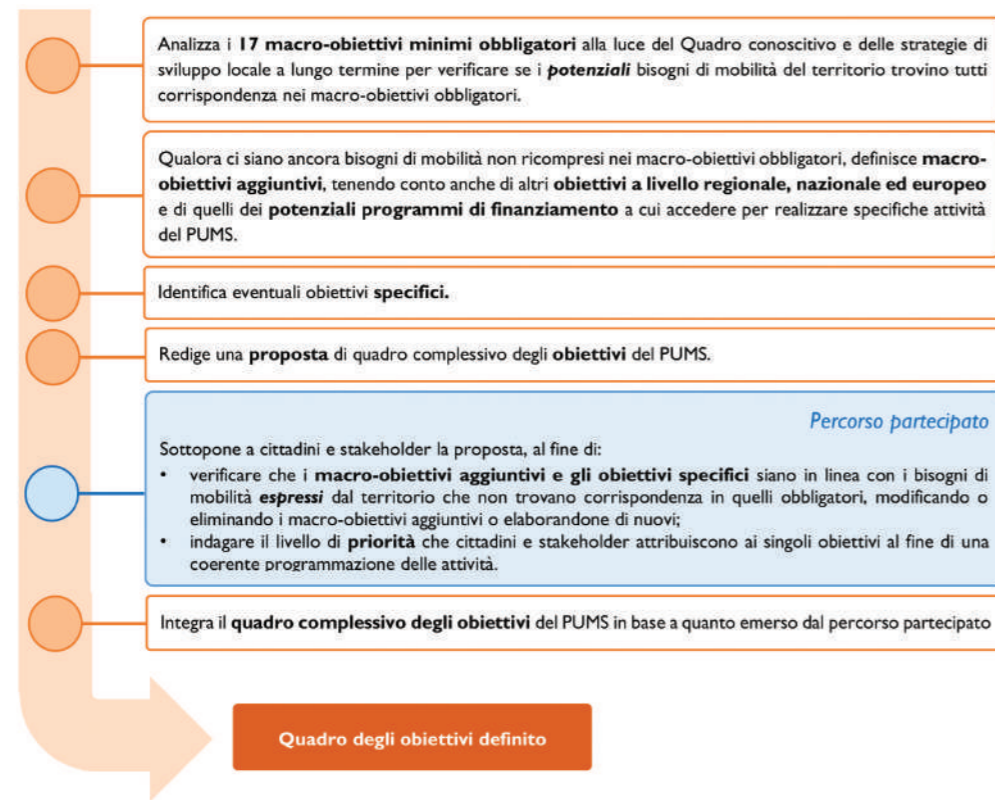 Analizza i 17 macro-obiettivi minimi obbligatori alla luce del Quadro conoscitivo e delle strategie di
sviluppo locale a lungo termine per verificare se i potenziali bisogni di mobilità del territorio trovino tutti
corrispondenza nei macro-obiettivi obbligatori.
Qualora ci siano ancora bisogni di mobilità non ricompresi nei macro-obiettivi obbligatori, definisce macro-
obiettivi aggiuntivi, tenendo conto anche di altri obiettivi a livello regionale, nazionale ed europeo
e di quelli dei potenziali programmi di finanziamento a cui accedere per realizzare specifiche attività
del PUMS.
Identifica eventuali obiettivi specifici.
Redige una proposta di quadro complessivo degli obiettivi del PUMS.
Percorso partecipato
Sottopone a cittadini e stakeholder la proposta, al fine di:
• verificare che i macro-obiettivi aggiuntivi e gli obiettivi specifici siano in linea con i bisogni di
mobilità espressi dal territorio che non trovano corrispondenza in quelli obbligatori, modificando o
eliminando i macro-obiettivi aggiuntivi o elaborandone di nuovi;
• indagare il livello di priorità che cittadini e stakeholder attribuiscono ai singoli obiettivi al fine di una
coerente programmazione delle attività.
Integra il quadro complessivo degli obiettivi del PUMS in base a quanto emerso dal percorso partecipato
Quadro degli obiettivi definito